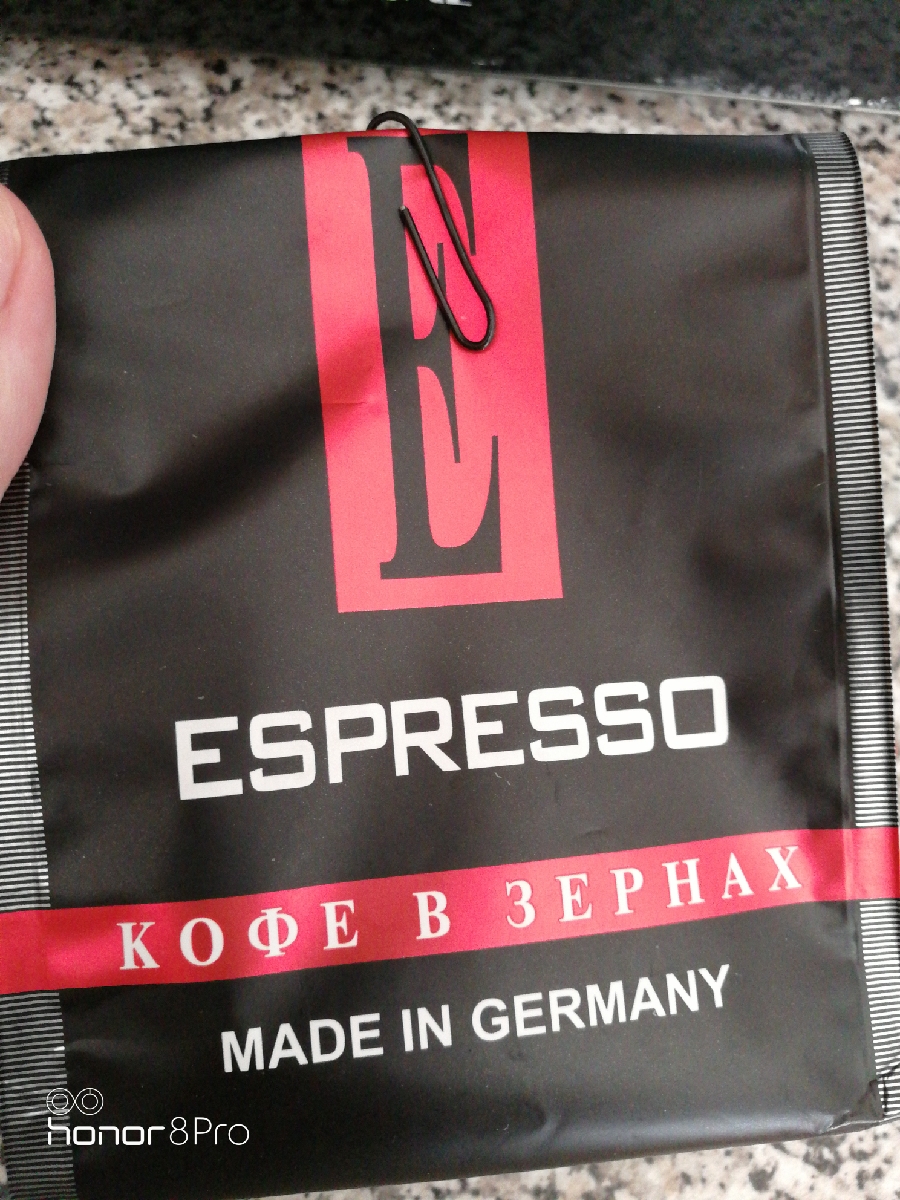 E
ESPRESSO
КОФЕ В ЗЕРНАХ
MADE IN GERMANY
honor 8Pro